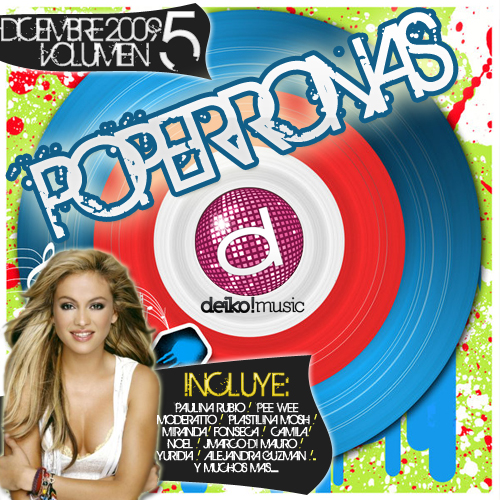 DICIEMBRE 2009
VOLUMEN 5
POPERRONAS
d
deiko!music
INCLUYE:
PAULINA RUBIO ! PEE WEE
MODERATTO ! PLASTILINA MOSH !
MIRANDA! FONSECA ! CAMILA !
NOEL ! JMARCO DI MAURO !
YURIDIA ! ALEJANDRA GUZMAN !..
Y MUCHOS MAS....